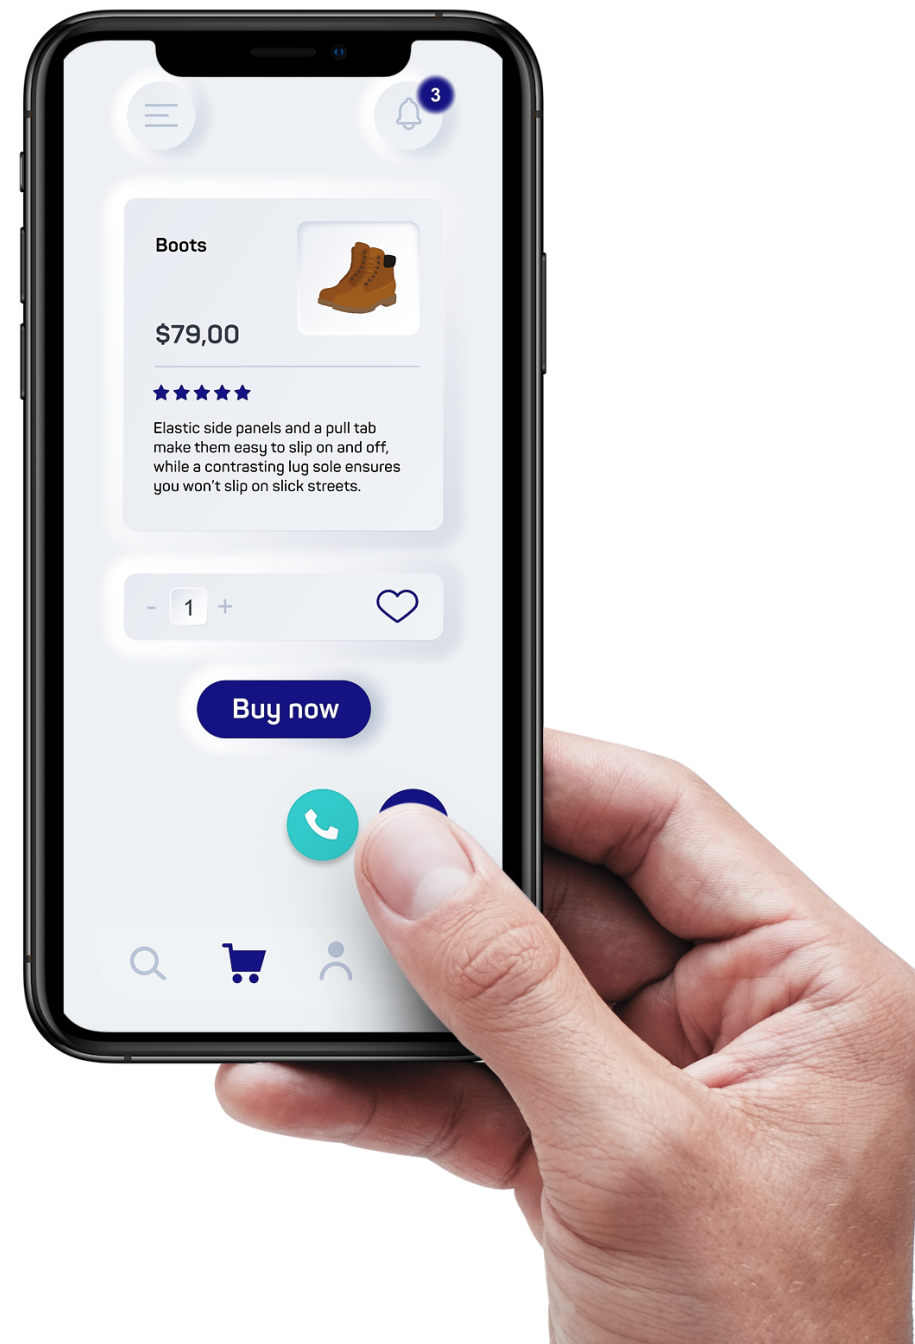 3
Boots
$79,00
Elastic side panels and a pull tab
make them easy to slip on and off,
while a contrasting lug sole ensures
you won't slip on slick streets.
- 1 +
Buy now